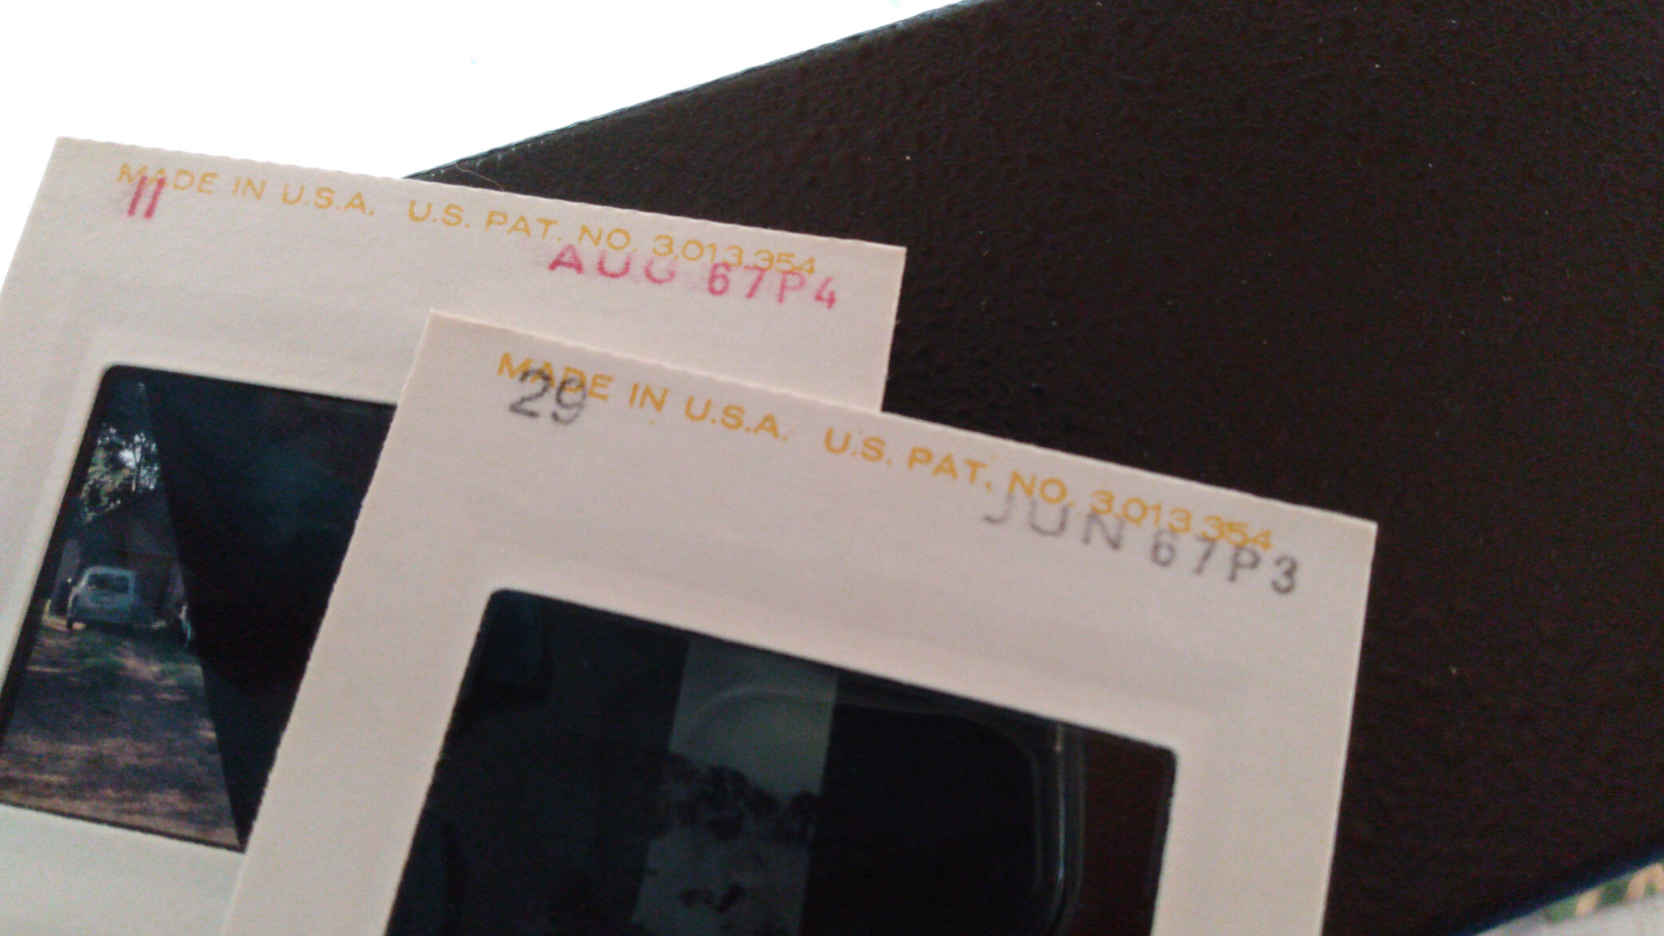 MADE IN U.S.A. U.S. PAT. NO. 3,013,354
11
AUG 67P4
MADE IN U.S.A. U.S. PAT. NO. 3,013,354
29
JUN 67P3